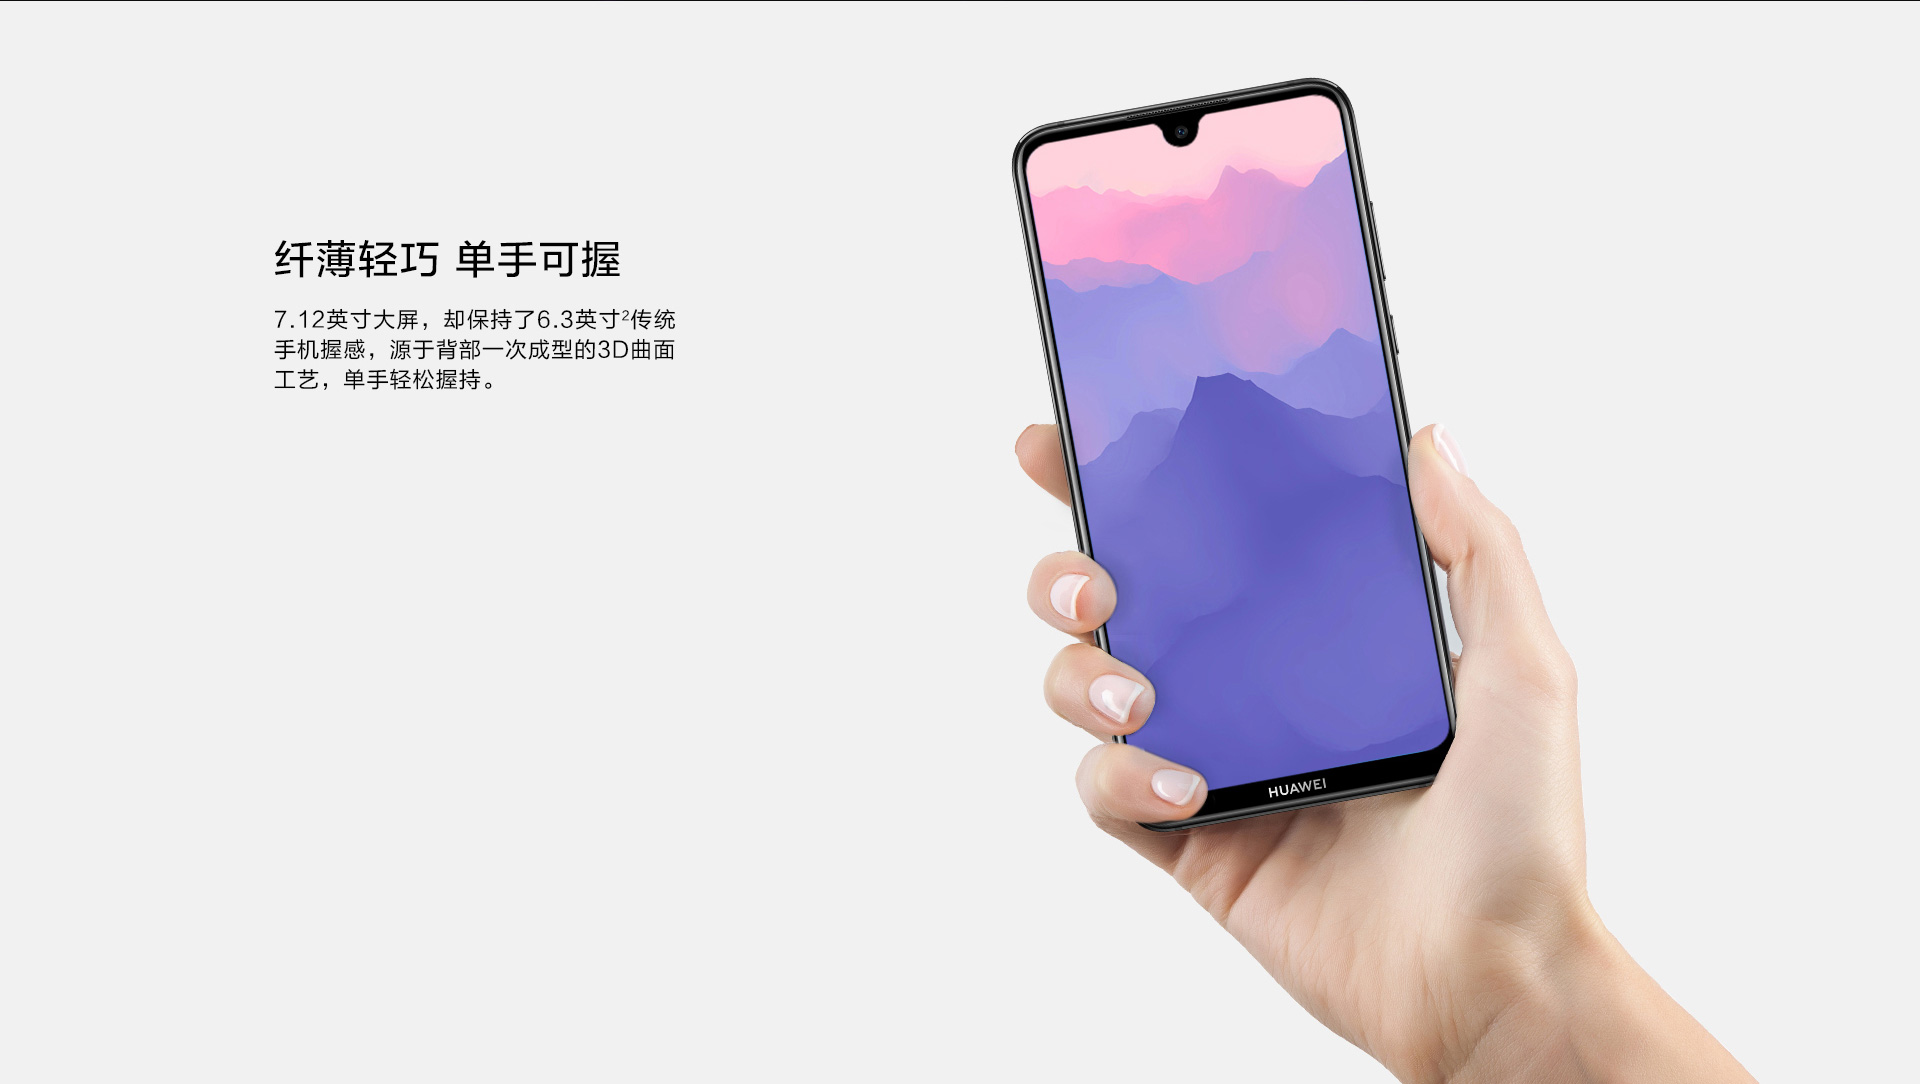 纤薄轻巧 单手可握
7.12英寸大屏，却保持了6.3英寸²传统
手机握感，源于背部一次成型的3D曲面
工艺，单手轻松握持。
HUAWEI